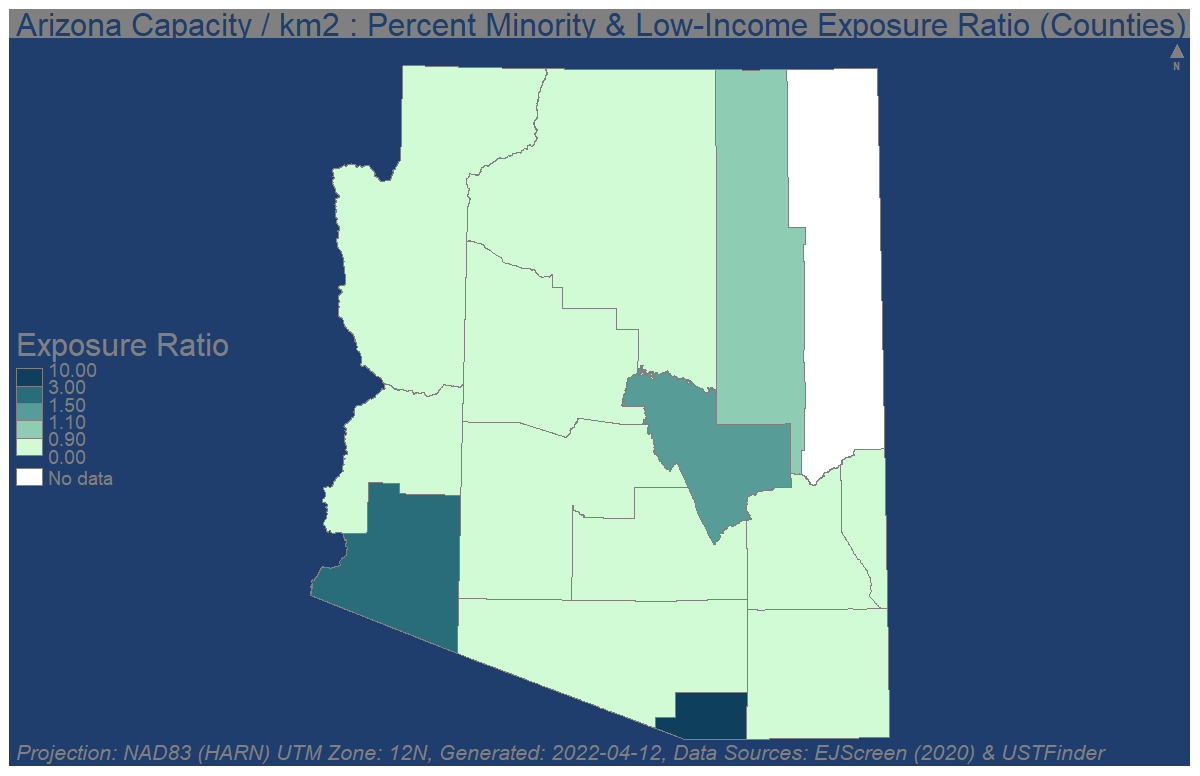 Arizona Capacity / km2 : Percent Minority & Low-Income Exposure Ratio (Counties)
N
Exposure Ratio
10.00
3.00
1.50
1.10
0.90
0.00
No data
Projection: NAD83 (HARN) UTM Zone: 12N, Generated: 2022-04-12, Data Sources: EJScreen (2020) & USTFinder